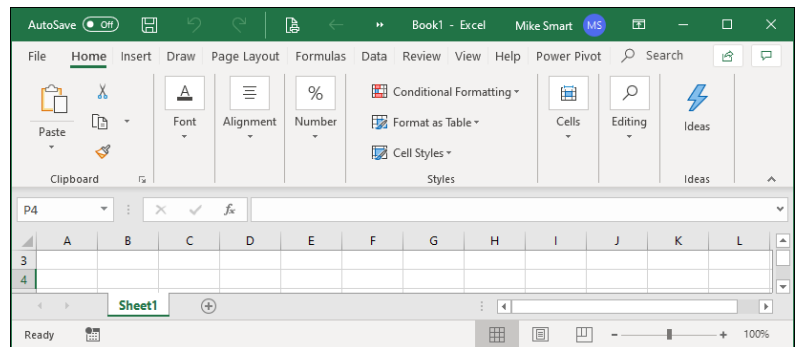 AutoSave Off Book1 - Excel Mike Smart MS
File Home Insert Draw Page Layout Formulas Data Review View Help Power Pivot Search
A % Conditional Formatting
Paste Font Alignment Number Format as Table Cells Editing Ideas
Cell Styles
Clipboard Styles Ideas
P4 fx
A B C D E F G H I J K L
3
4
Sheet1
Ready 100%